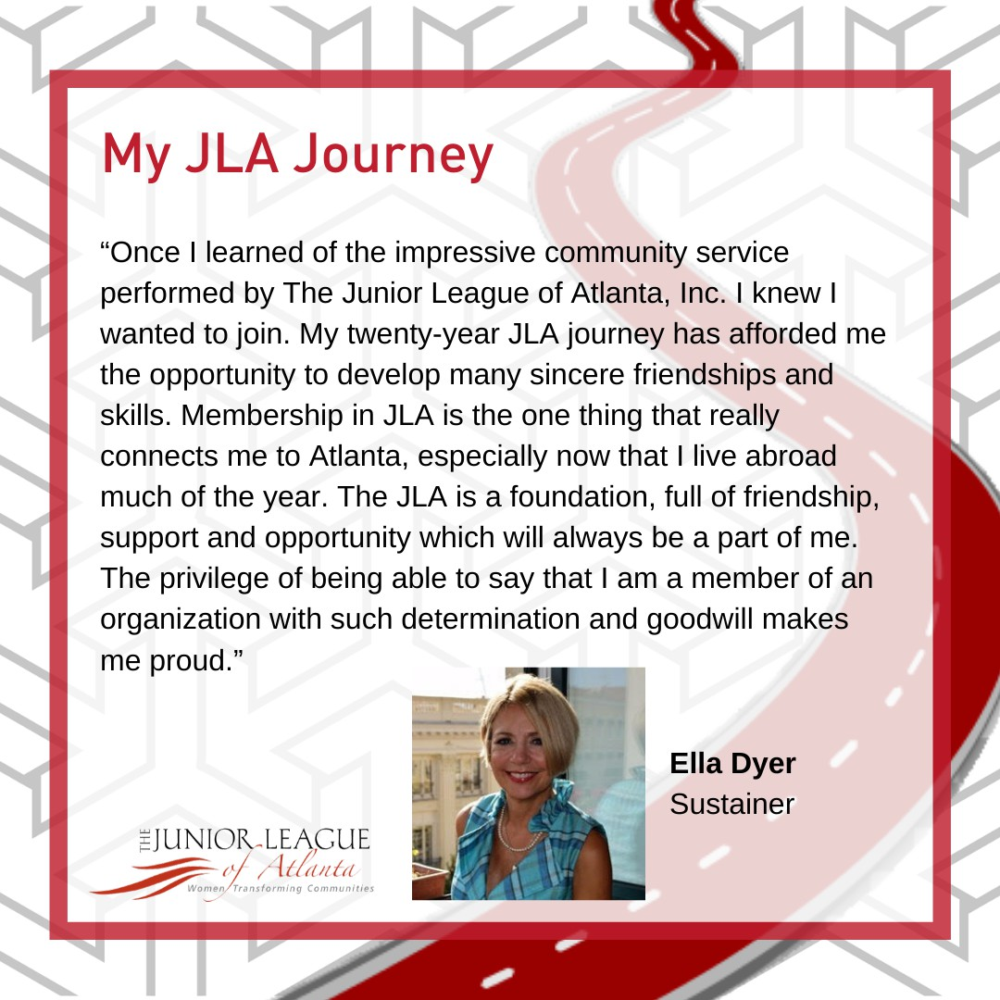 My JLA Journey
“Once I learned of the impressive community service
performed by The Junior League of Atlanta, Inc. I knew I
wanted to join. My twenty-year JLA journey has afforded me
the opportunity to develop many sincere friendships and
skills. Membership in JLA is the one thing that really
connects me to Atlanta, especially now that I live abroad
much of the year. The JLA is a foundation, full of friendship,
support and opportunity which will always be a part of me.
The privilege of being able to say that I am a member of an
organization with such determination and goodwill makes
me proud.”
Ella Dyer
Sustainer
THE JUNIOR LEAGUE
of Atlanta
Women Transforming Communities